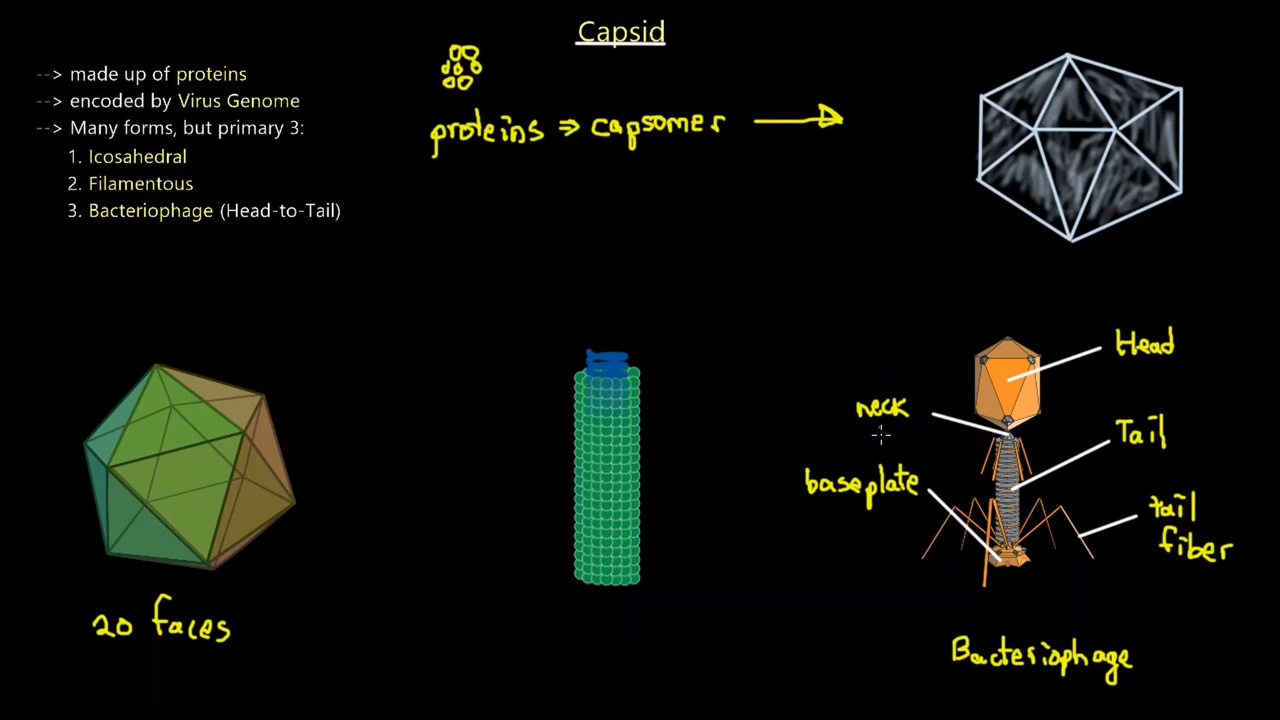 Capsid
--> made up of proteins
--> encoded by Virus Genome
--> Many forms, but primary 3:
1. Icosahedral
2. Filamentous
3. Bacteriophage (Head-to-Tail)
proteins ⇒ capsomer
Head
neck
Tail
baseplate
tail
fiber
20 faces
Bacteriophage